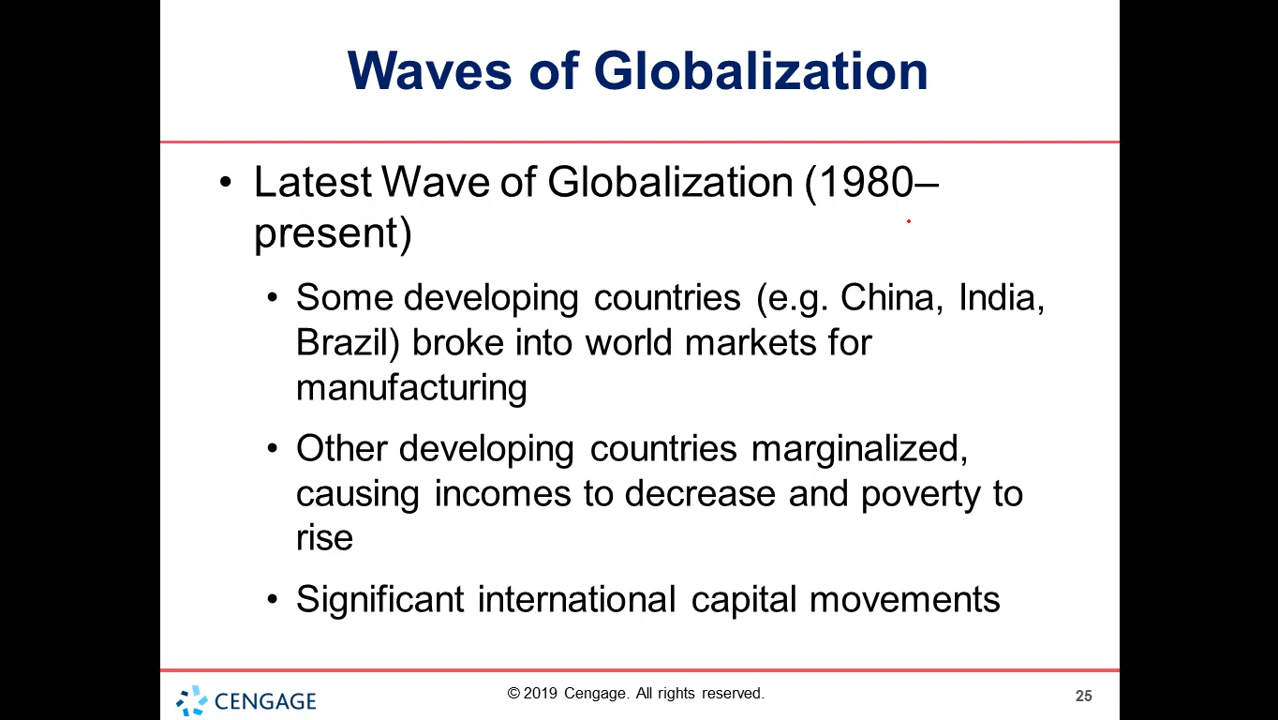 Waves of Globalization
• Latest Wave of Globalization (1980–
present)
• Some developing countries (e.g. China, India,
Brazil) broke into world markets for
manufacturing
• Other developing countries marginalized,
causing incomes to decrease and poverty to
rise
• Significant international capital movements
CENGAGE
© 2019 Cengage. All rights reserved.
25